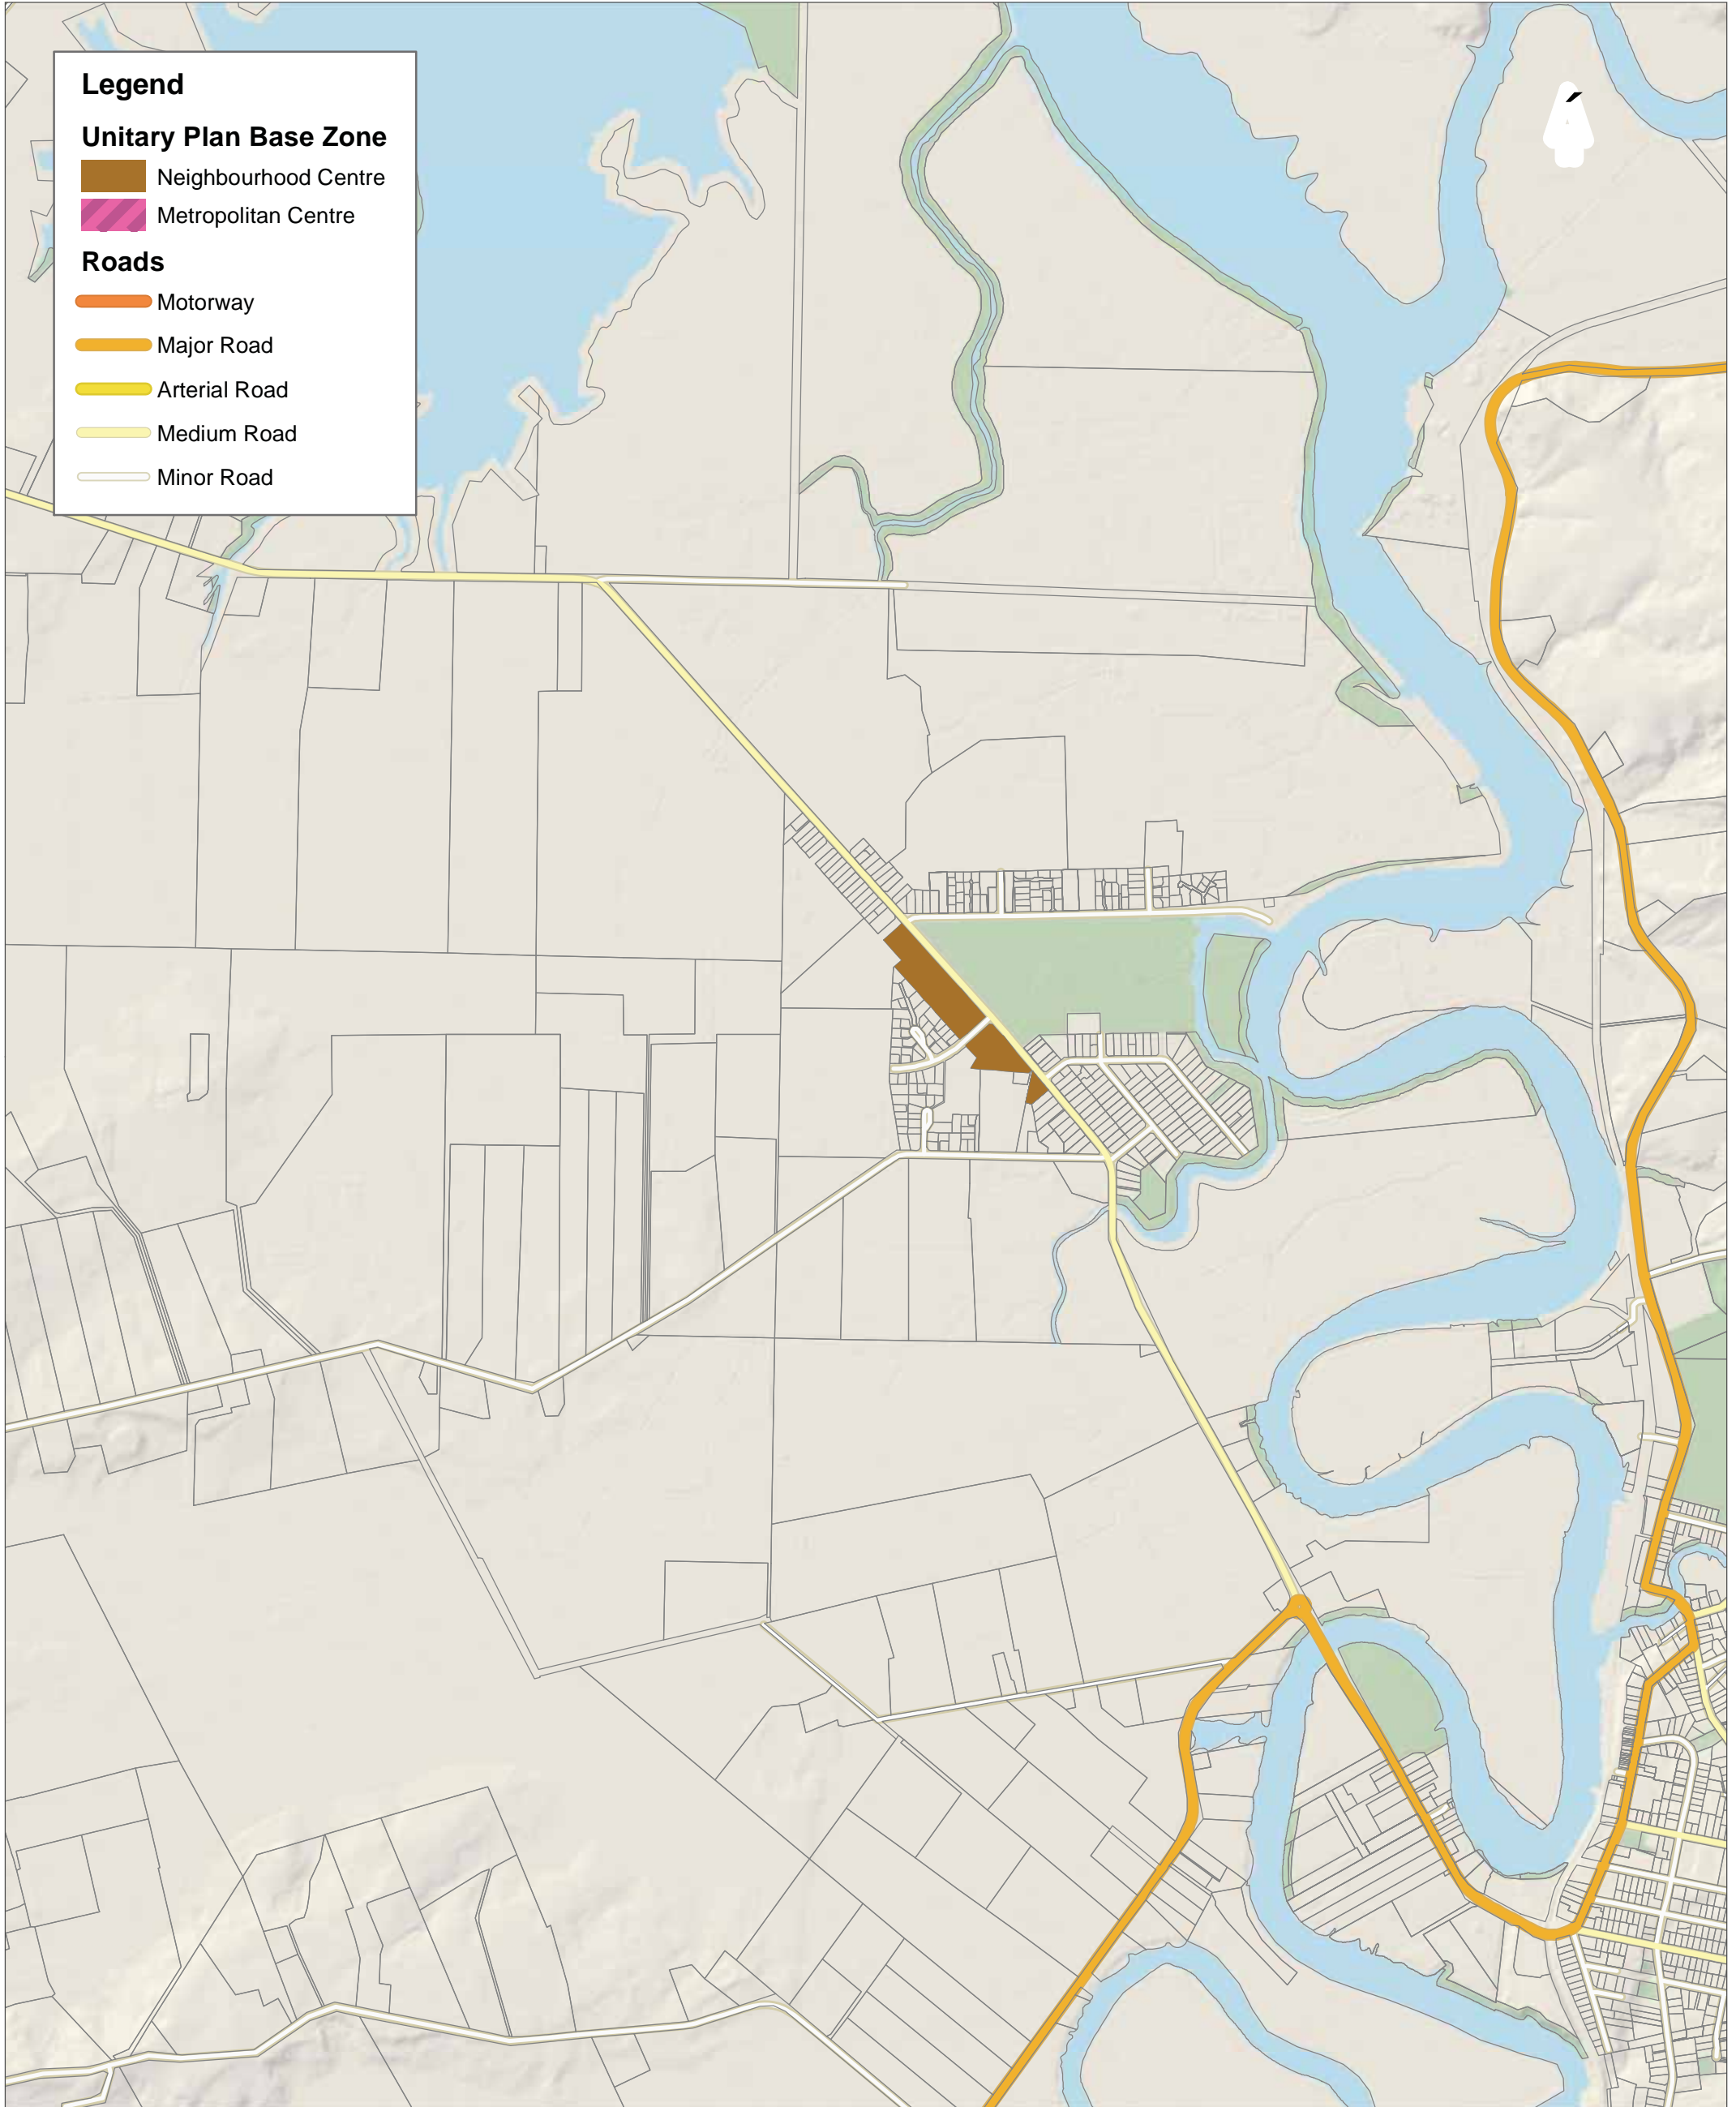 Legend
Unitary Plan Base Zone
Neighbourhood Centre
Metropolitan Centre
Roads
Motorway
Major Road
Arterial Road
Medium Road
Minor Road